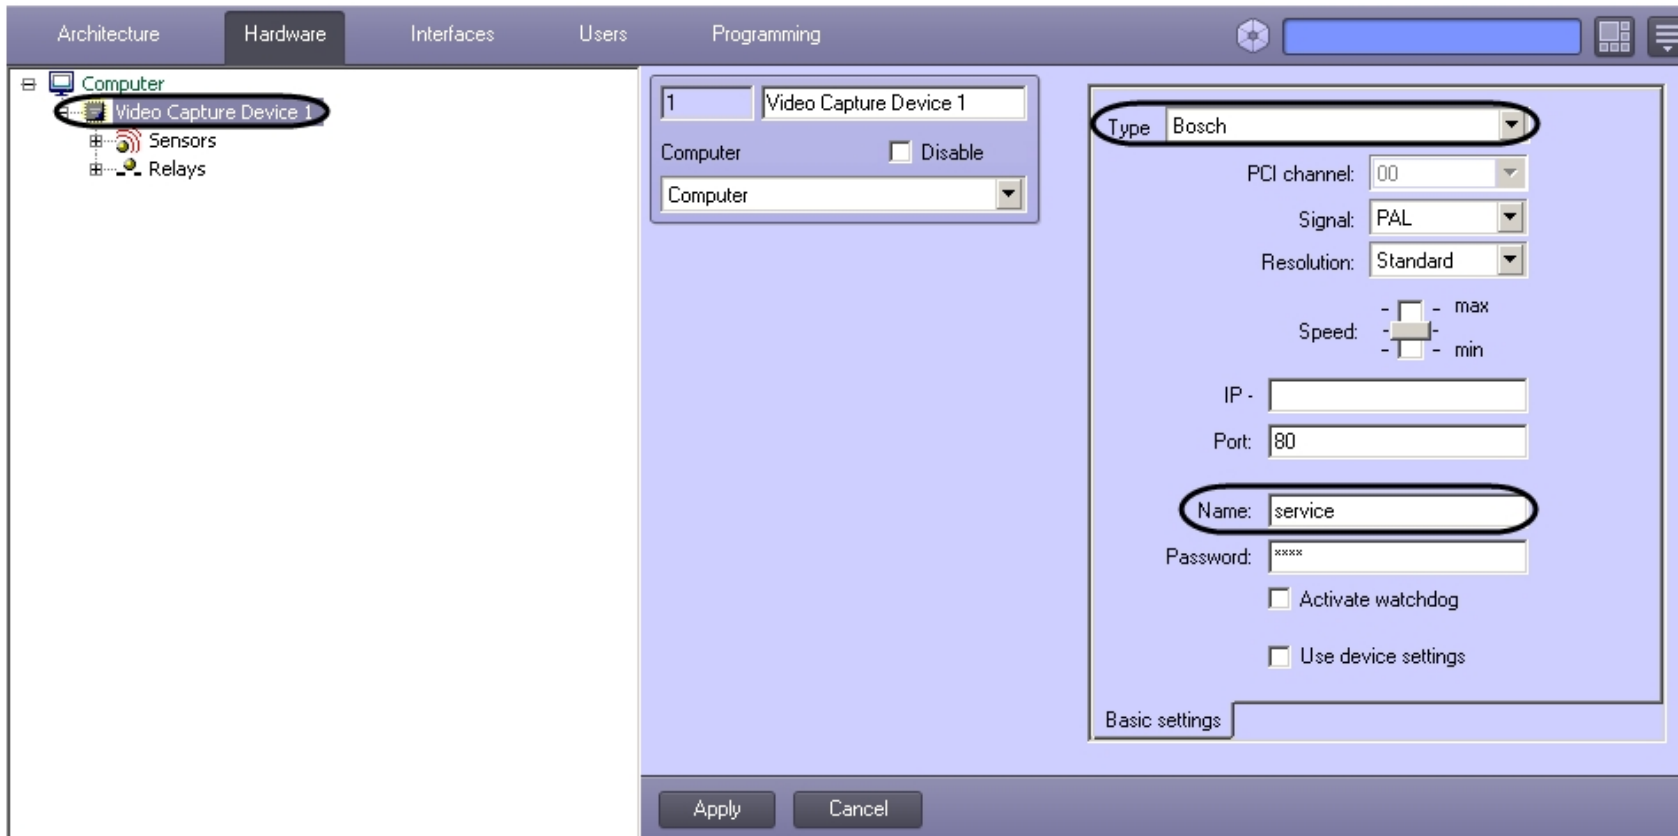 Architecture Hardware Interfaces Users Programming
Computer
Video Capture Device 1
Sensors
Relays
1 Video Capture Device 1
Computer Disable
Computer
Type Bosch
PCI channel: 00
Signal: PAL
Resolution: Standard
max
Speed:
min
IP -
Port: 80
Name: service
Password: ****
Activate watchdog
Use device settings
Basic settings
Apply Cancel